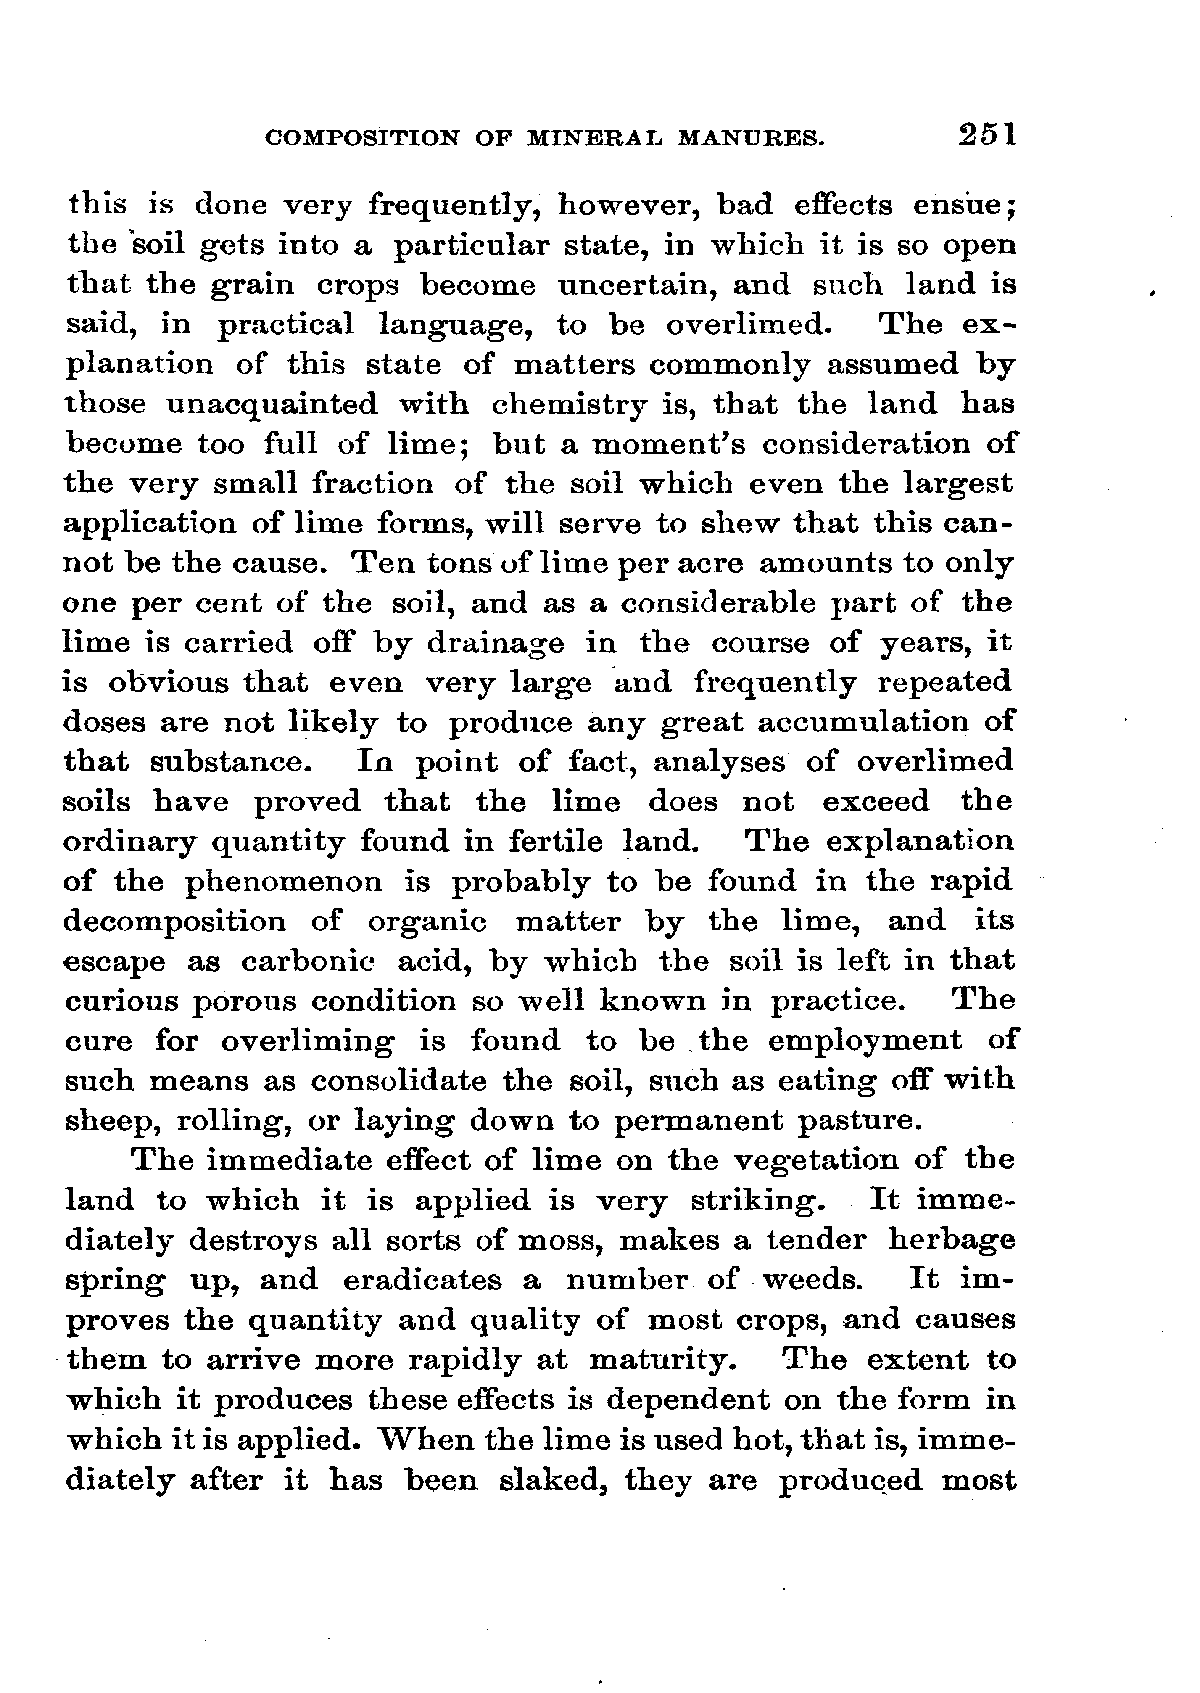 COMPOSITION OF MINERAL MANURES. 251
this is done very frequently, however, bad effects ensue;
the soil gets into a particular state, in which it is so open
that the grain crops become uncertain, and such land is
said, in practical language, to be overlimed. The ex-
planation of this state of matters commonly assumed by
those unacquainted with chemistry is, that the land has
become too full of lime; but a moment's consideration of
the very small fraction of the soil which even the largest
application of lime forms, will serve to shew that this can-
not be the cause. Ten tons of lime per acre amounts to only
one per cent of the soil, and as a considerable part of the
lime is carried off by drainage in the course of years, it
is obvious that even very large and frequently repeated
doses are not likely to produce any great accumulation of
that substance. In point of fact, analyses of overlimed
soils have proved that the lime does not exceed the
ordinary quantity found in fertile land. The explanation
of the phenomenon is probably to be found in the rapid
decomposition of organic matter by the lime, and its
escape as carbonic acid, by which the soil is left in that
curious porous condition so well known in practice. The
cure for overliming is found to be the employment of
such means as consolidate the soil, such as eating off with
sheep, rolling, or laying down to permanent pasture.
The immediate effect of lime on the vegetation of the
land to which it is applied is very striking. It imme-
diately destroys all sorts of moss, makes a tender herbage
spring up, and eradicates a number of weeds. It im-
proves the quantity and quality of most crops, and causes
them to arrive more rapidly at maturity. The extent to
which it produces these effects is dependent on the form in
which it is applied. When the lime is used hot, that is, imme-
diately after it has been slaked, they are produced most